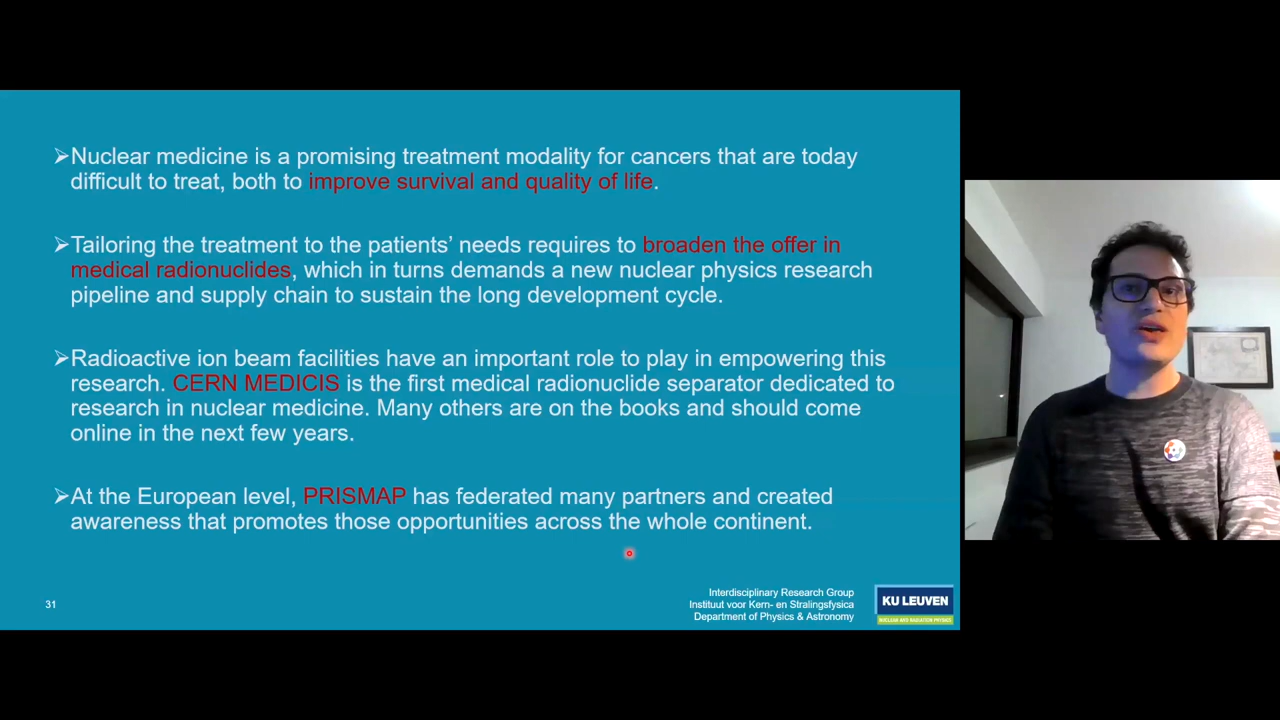 ➢Nuclear medicine is a promising treatment modality for cancers that are today
difficult to treat, both to improve survival and quality of life.
➢Tailoring the treatment to the patients’ needs requires to broaden the offer in
medical radionuclides, which in turns demands a new nuclear physics research
pipeline and supply chain to sustain the long development cycle.
➢Radioactive ion beam facilities have an important role to play in empowering this
research. CERN MEDICIS is the first medical radionuclide separator dedicated to
research in nuclear medicine. Many others are on the books and should come
online in the next few years.
➢At the European level, PRISMAP has federated many partners and created
awareness that promotes those opportunities across the whole continent.
31
Interdisciplinary Research Group
Instituut voor Kern- en Stralingsfysica
Department of Physics & Astronomy
KU LEUVEN
NUCLEAR AND RADIATION PHYSICS